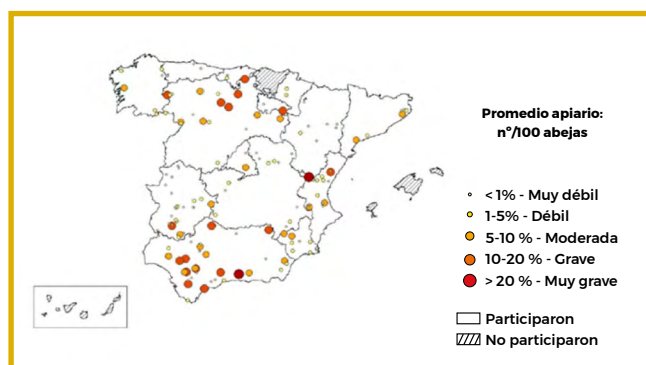 Promedio apiario:
nº/100 abejas
< 1% - Muy débil
1-5% - Débil
5-10 % - Moderada
10-20 % - Grave
> 20 % - Muy grave
Participaron
No participaron